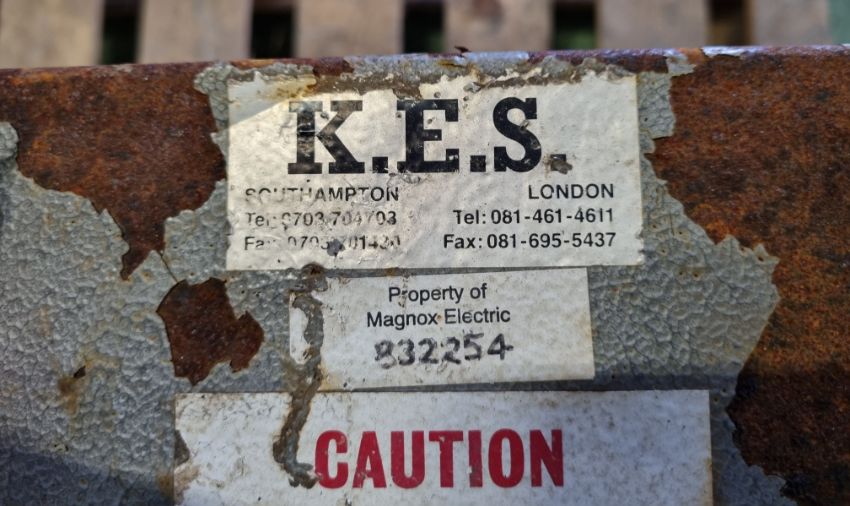 K.E.S.
SOUTHAMPTON
Tel: 0703 704703
LONDON
Tel: 081-461-4611
Fax: 081-695-5437
Property of
Magnox Electric
832254
CAUTION